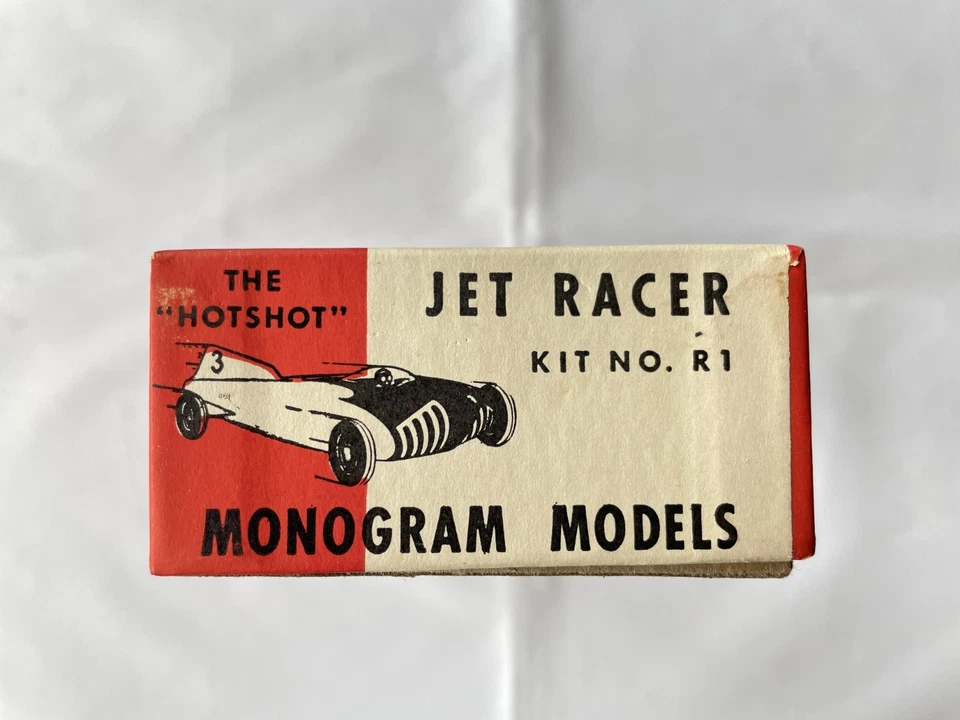 THE
"HOTSHOT"
JET RACER
KIT NO. R1
3
MONOGRAM MODELS